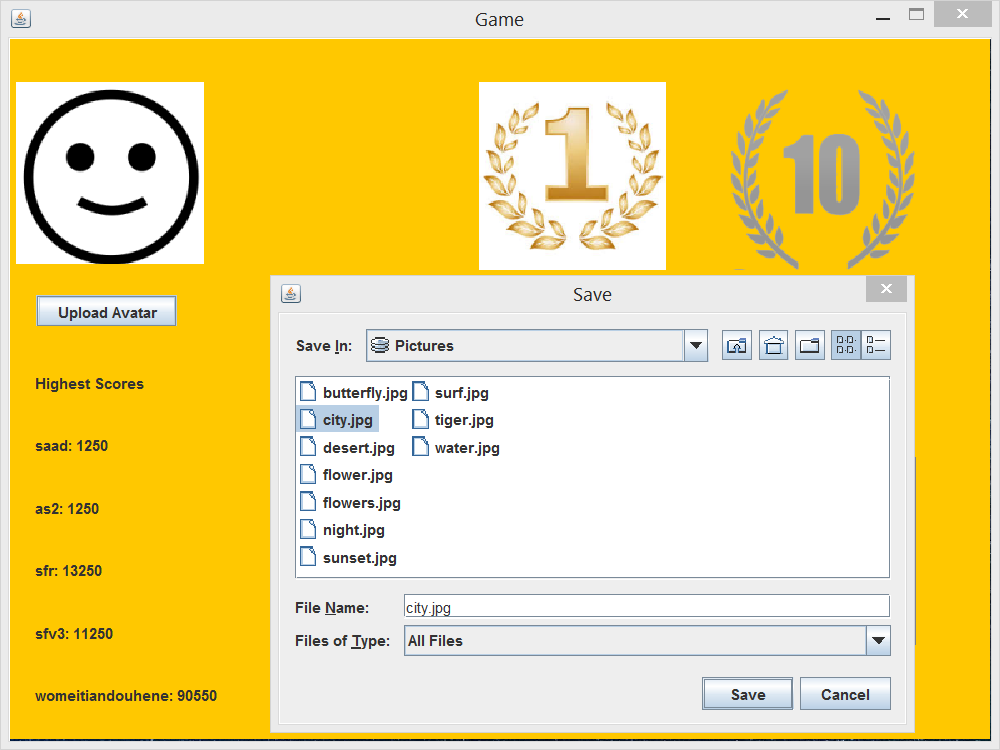 Game
1
10
Upload Avatar
Highest Scores
saad: 1250
as2: 1250
sfr: 13250
sfv3: 11250
womeitiandouhene: 90550
Save
Save In: Pictures
butterfly.jpg surf.jpg
city.jpg tiger.jpg
desert.jpg water.jpg
flower.jpg
flowers.jpg
night.jpg
sunset.jpg
File Name: city.jpg
Files of Type: All Files
Save Cancel